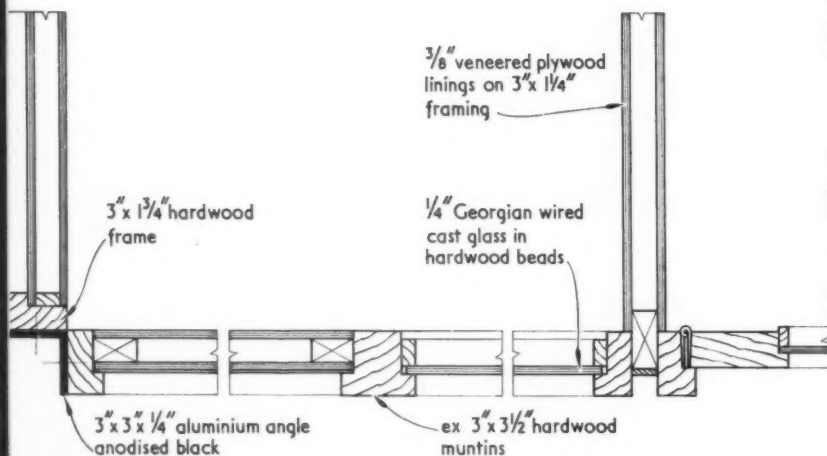 3/8" veneered plywood
linings on 3" x 1 1/4"
framing
3" x 1 3/4" hardwood
frame
1/4" Georgian wired
cast glass in
hardwood beads
3" x 3" x 1/4" aluminium angle
anodised black
ex 3" x 3 1/2" hardwood
muntins